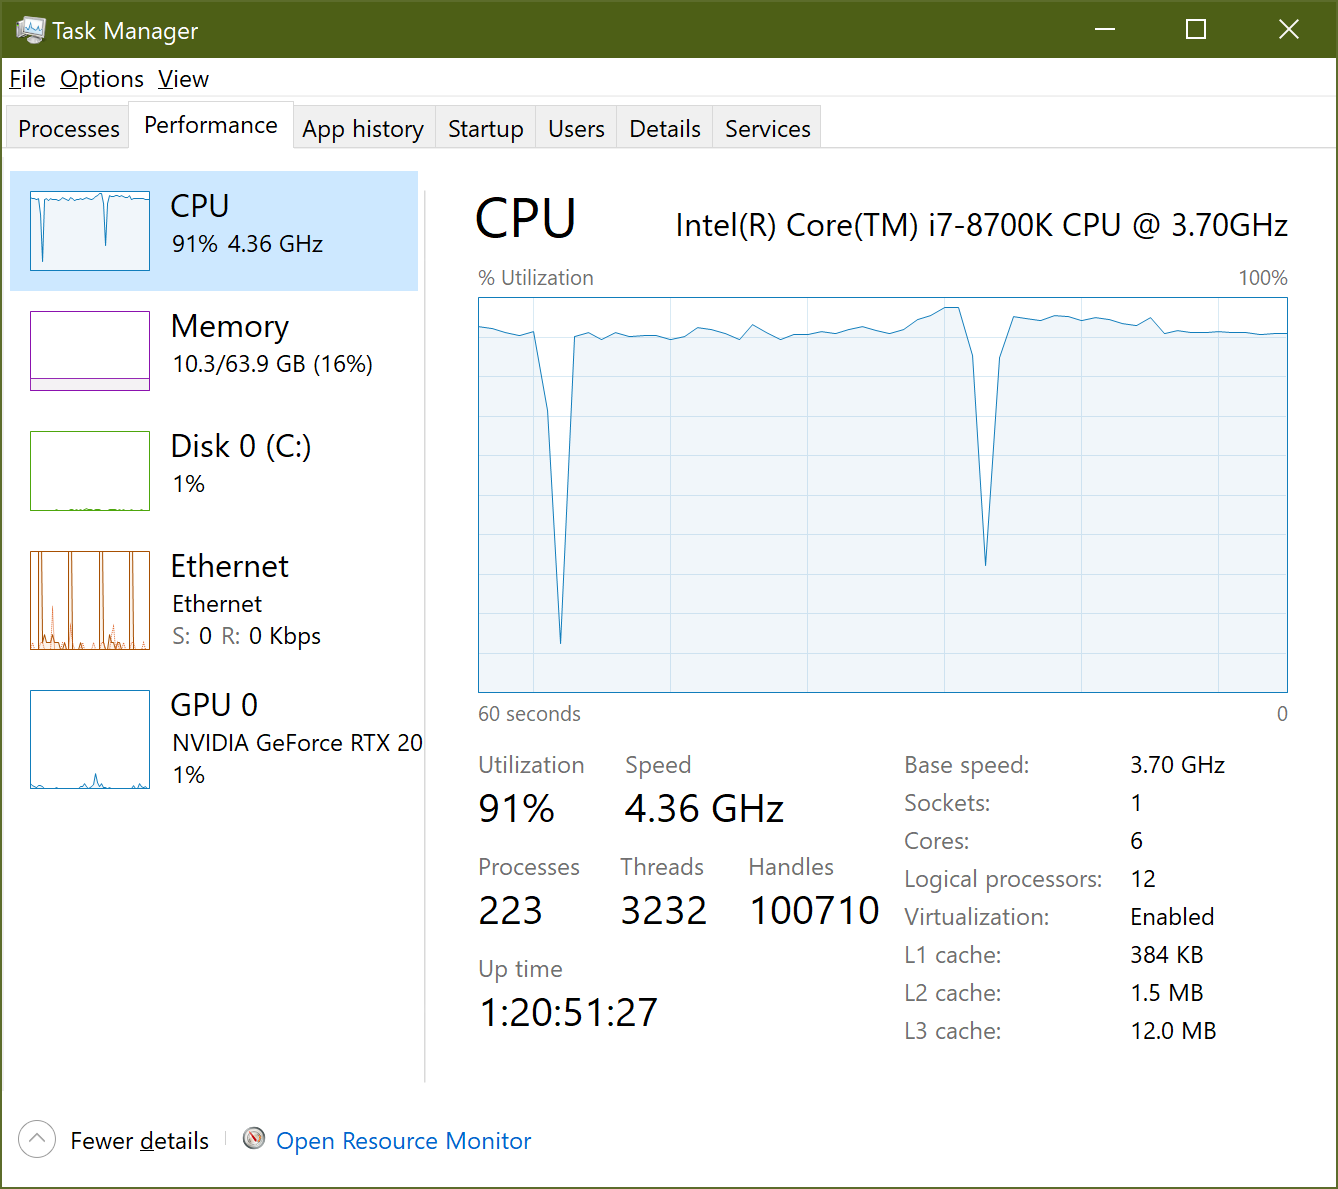 Task Manager
File Options View
Processes Performance App history Startup Users Details Services
CPU
91% 4.36 GHz
Memory
10.3/63.9 GB (16%)
Disk 0 (C:)
1%
Ethernet
Ethernet
S: 0 R: 0 Kbps
GPU 0
NVIDIA GeForce RTX 20
1%
CPU Intel(R) Core(TM) i7-8700K CPU @ 3.70GHz
% Utilization 100%
60 seconds 0
Utilization Speed
91% 4.36 GHz
Processes Threads Handles
223 3232 100710
Up time
1:20:51:27
Base speed: 3.70 GHz
Sockets: 1
Cores: 6
Logical processors: 12
Virtualization: Enabled
L1 cache: 384 KB
L2 cache: 1.5 MB
L3 cache: 12.0 MB
Fewer details Open Resource Monitor